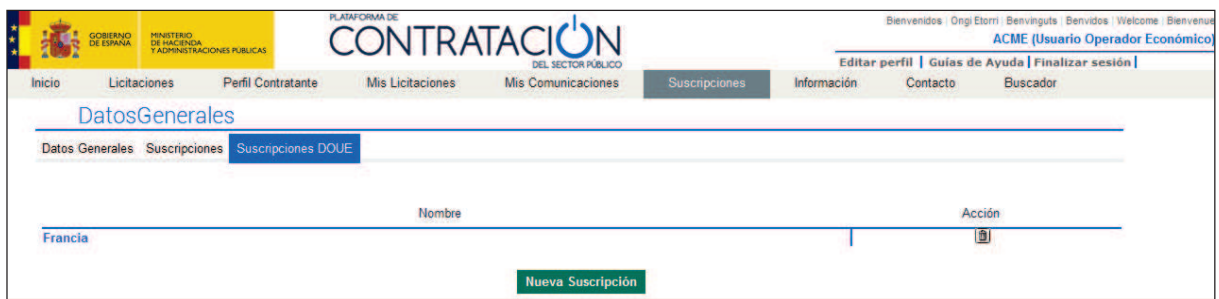 GOBIERNO
DE ESPAÑA
MINISTERIO
DE HACIENDA
Y ADMINISTRACIONES PÚBLICAS
PLATAFORMA DE
CONTRATACIÓN
DEL SECTOR PÚBLICO
Bienvenidos | Ongi Etorri | Benvinguts | Benvidos | Welcome | Bienvenue
ACME (Usuario Operador Económico)
Editar perfil | Guías de Ayuda | Finalizar sesión |
Inicio Licitaciones Perfil Contratante Mis Licitaciones Mis Comunicaciones Suscripciones Información Contacto Buscador
DatosGenerales
Datos Generales Suscripciones Suscripciones DOUE
Nombre Acción
Francia
Nueva Suscripción